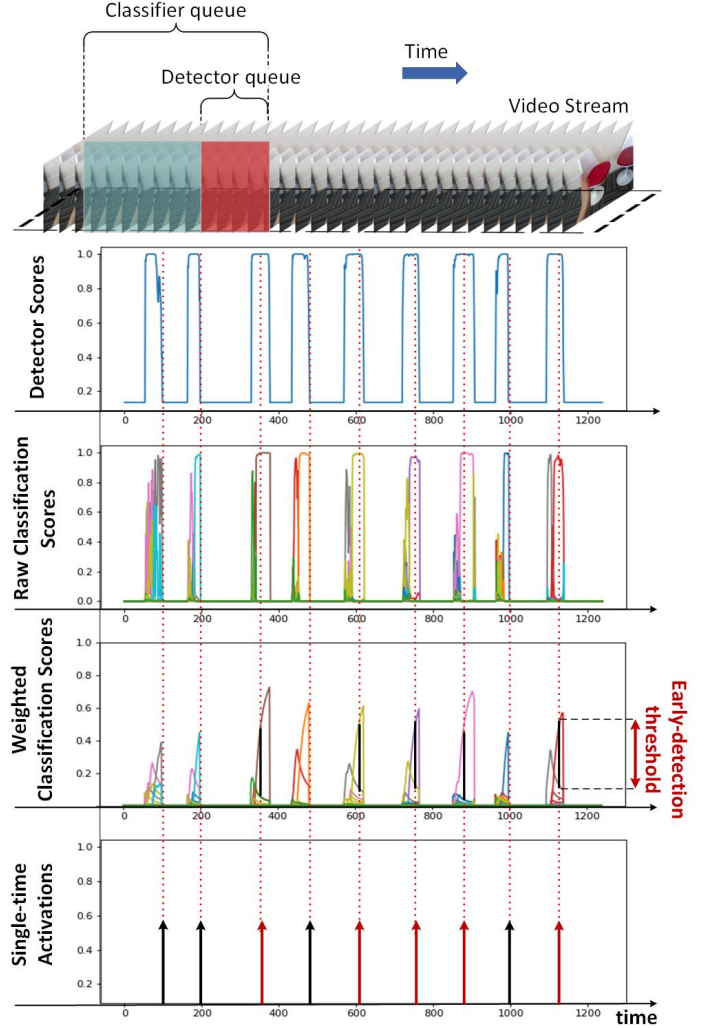 Classifier queue
Time
Detector queue
Video Stream
Detector Scores
1.0
0.8
0.6
0.4
0.2
0 200 400 600 800 1000 1200
Raw Classification
Scores
1.0
0.8
0.6
0.4
0.2
0.0
0 200 400 600 800 1000 1200
Weighted
Classification Scores
1.0
0.8
0.6
0.4
0.2
0 200 400 600 800 1000 1200
Early-detection
threshold
Single-time
Activations
1.0
0.8
0.6
0.4
0.2
0 200 400 600 800 1000 1200
time